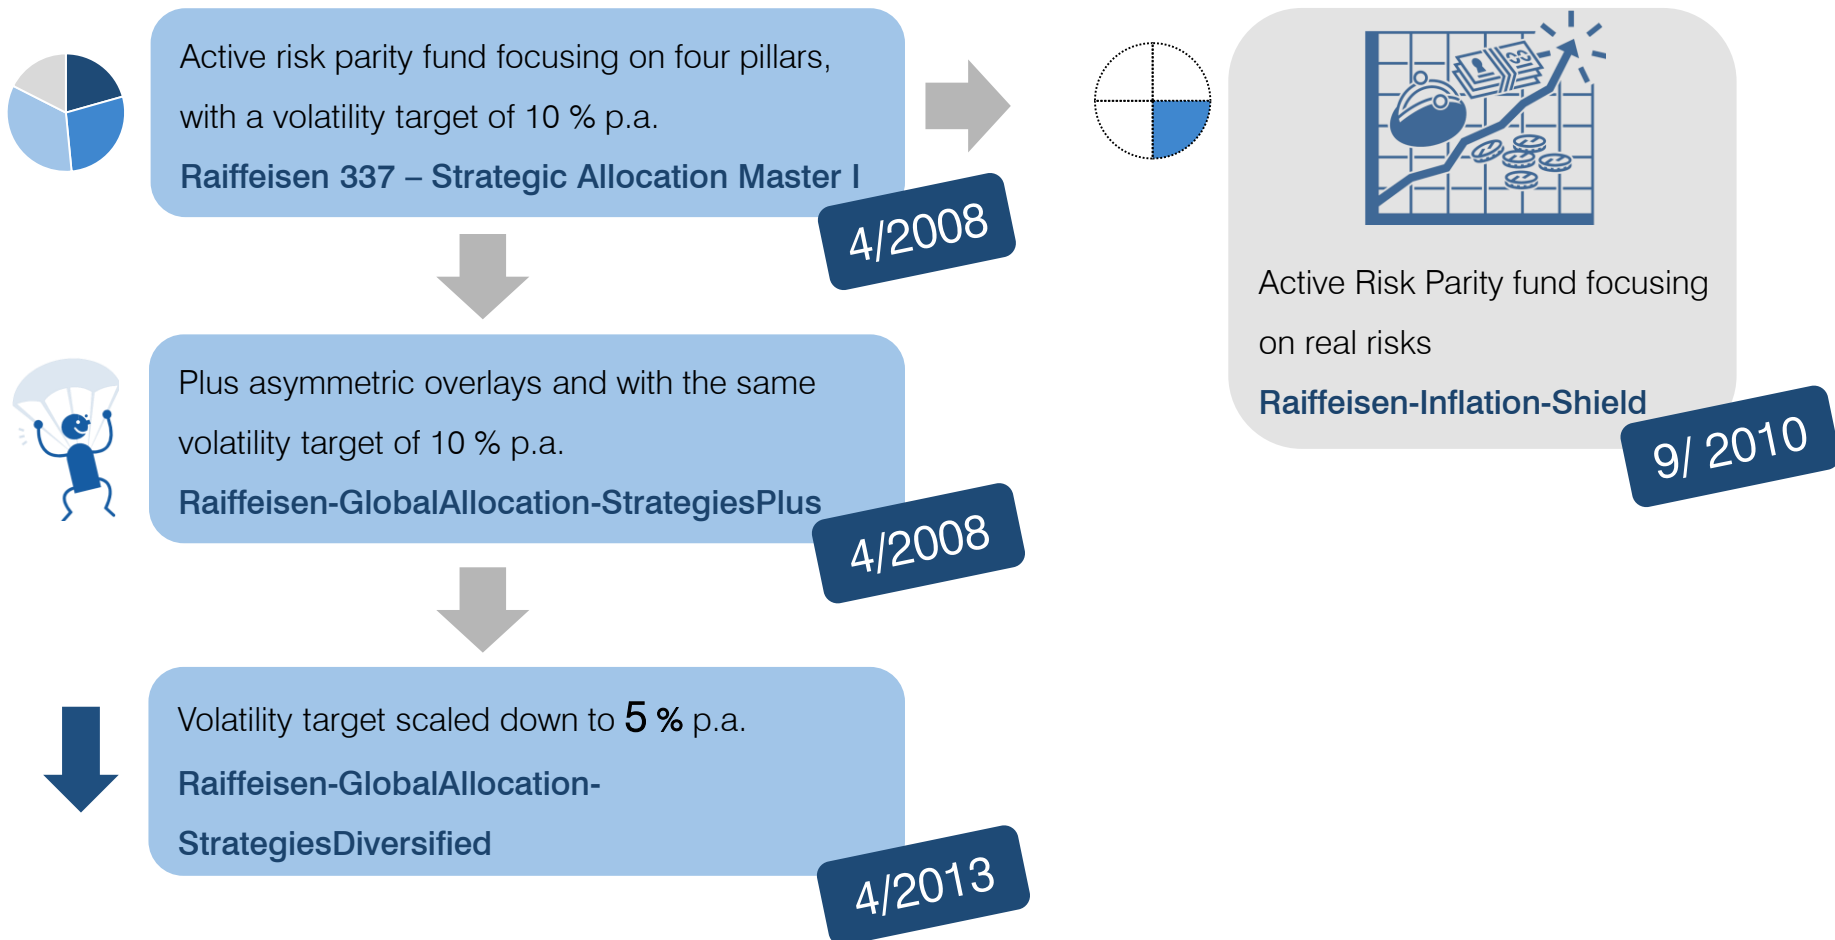 Active risk parity fund focusing on four pillars,
with a volatility target of 10 % p.a.
Raiffeisen 337 – Strategic Allocation Master I
4/2008
Plus asymmetric overlays and with the same
volatility target of 10 % p.a.
Raiffeisen-GlobalAllocation-StrategiesPlus
4/2008
Volatility target scaled down to 5 % p.a.
Raiffeisen-GlobalAllocation-
StrategiesDiversified
4/2013
Active Risk Parity fund focusing
on real risks
Raiffeisen-Inflation-Shield
9/ 2010